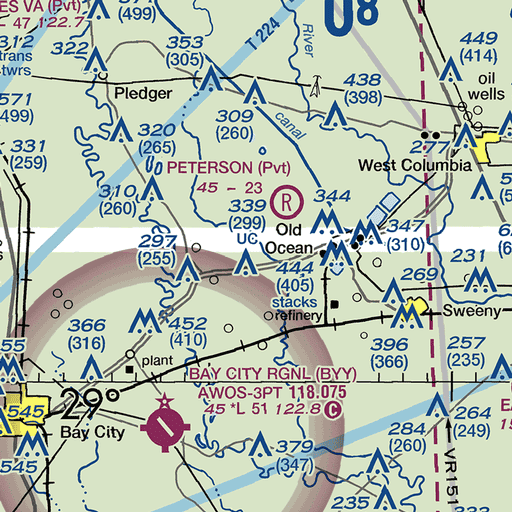 ES VA (Pvt)
- 47 122.7
371
(499)
T 224
River
U8
312
trans
-twrs
322
353
(305)
449
(414)
oil
wells
Pledger
438
(398)
571
(499)
309
(260)
canal
320
(265)
277
331
(259)
West Columbia
PETERSON (Pvt)
45 - 23
R
310
(260)
339
(299)
344
Old
Ocean
347
(310)
297
(255)
UC
444
(405)
stacks
refinery
269
231
Sweeny
366
(316)
452
(410)
396
(366)
257
(235)
55
plant
BAY CITY RGNL (BYY)
AWOS-3PT 118.075
45 *L 51 122.8 C
29°
545
Bay City
264
(249)
284
(260)
379
(347)
545
VR151
235
333